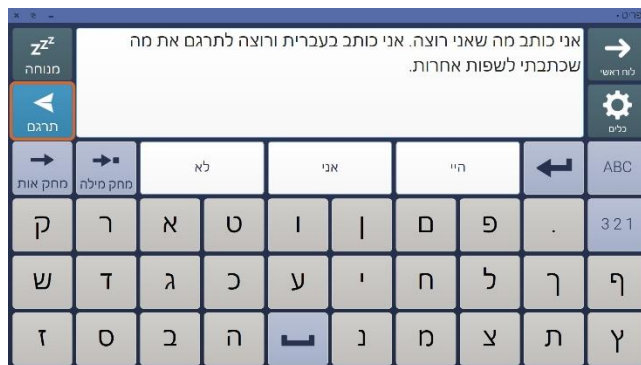 zzz
מנוחה
אני כותב מה שאני רוצה. אני כותב בעברית ורוצה לתרגם את מה
שכתבתי לשפות אחרות.
לוח ראשי
תרגם
כלים
מחק אות
מחק מילה
לא
אני
היי
ABC
ק ר א ט ו ן ם פ . 321
ש ד ג כ ע י ח ל ך ף
ז ס ב ה נ מ צ ת ץ